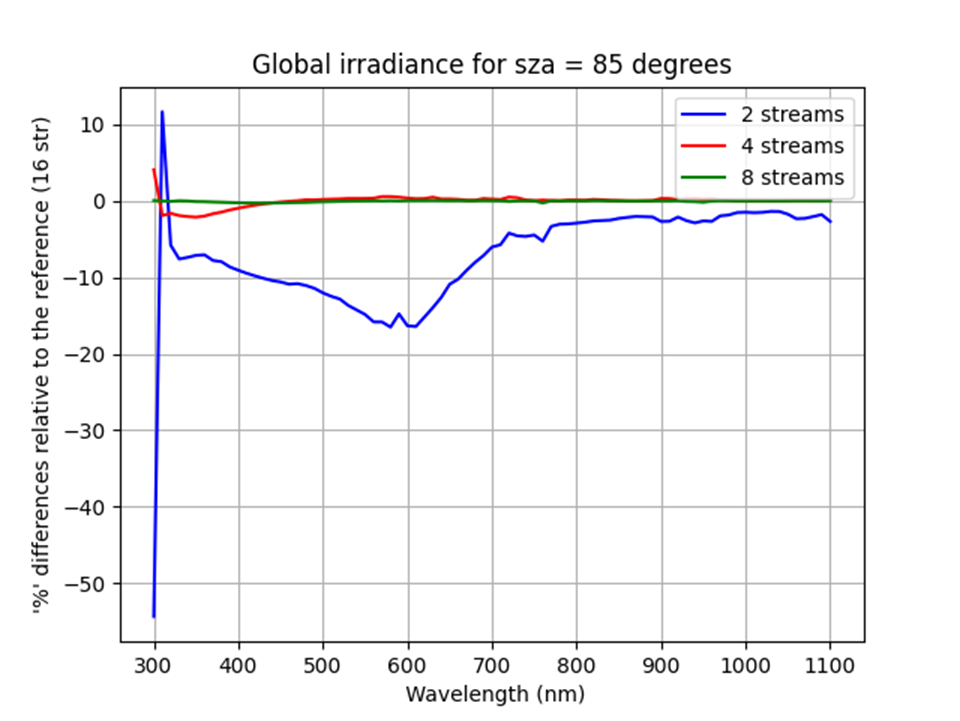 Global irradiance for sza = 85 degrees
'%' differences relative to the reference (16 str)
10
0
−10
−20
−30
−40
−50
2 streams
4 streams
8 streams
300 400 500 600 700 800 900 1000 1100
Wavelength (nm)